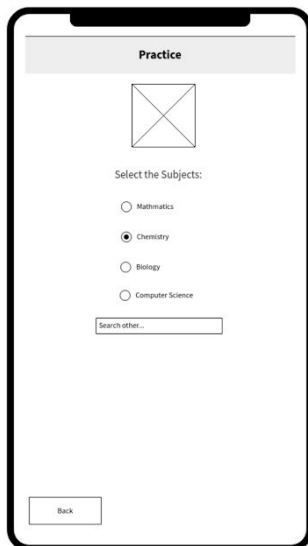 Practice
Select the Subjects:
Mathmatics
Chemistry
Biology
Computer Science
Search other...
Back